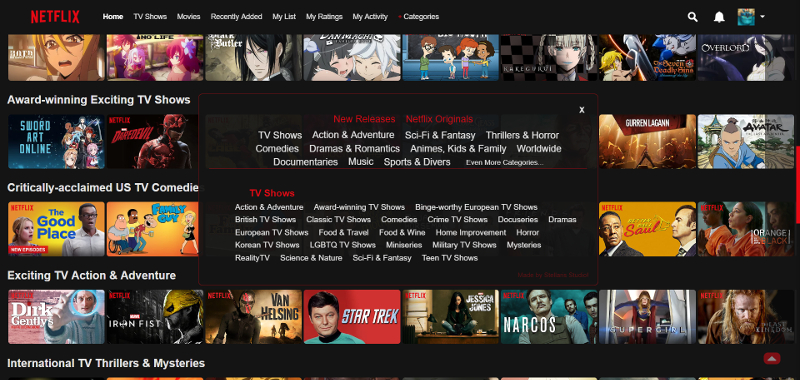 NETFLIX Home TV Shows Movies Recently Added My List My Ratings My Activity Categories
AND LIFE
Butler
DANMACHI
KAKEGURUI
Seven
Deadly Sins
OVERLORD
Award-winning Exciting TV Shows
SWORD
ART
ONLINE
NETFLIX
DAREDEVIL
GURREN LAGANN
AVATAR
X
New Releases Netflix Originals
TV Shows Action & Adventure Sci-Fi & Fantasy Thrillers & Horror
Comedies Dramas & Romantics Animes, Kids & Family Worldwide
Documentaries Music Sports & Divers Even More Categories...
Critically-acclaimed US TV Comedies
NETFLIX
The
Good
Place
NEW EPISODES
FAMILY GUY
TV Shows
Action & Adventure Award-winning TV Shows Binge-worthy European TV Shows
British TV Shows Classic TV Shows Comedies Crime TV Shows Docuseries Dramas
European TV Shows Food & Travel Food & Wine Home Improvement Horror
Korean TV Shows LGBTQ TV Shows Miniseries Military TV Shows Mysteries
RealityTV Science & Nature Sci-Fi & Fantasy Teen TV Shows
NETFLIX
BETTER CALL
Saul
NETFLIX
ORANGE
BLACK
Exciting TV Action & Adventure
NETFLIX
Dirk
Gently's
NETFLIX
IRON FIST
NETFLIX
VAN
HELSING
STAR TREK
NETFLIX
JESSICA
JONES
NETFLIX
NARCOS
SUPERGIRL
NETFLIX
THE LAST
KINGDOM
International TV Thrillers & Mysteries